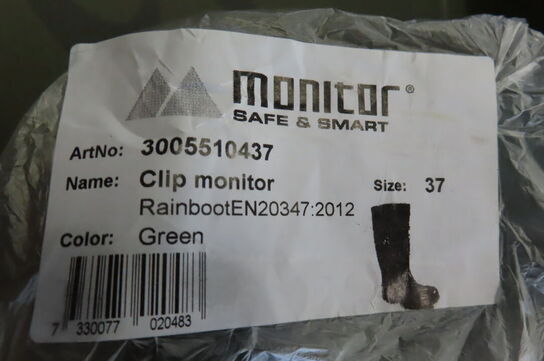 monitor®
SAFE & SMART
ArtNo: 3005510437
Name: Clip monitor Size: 37
RainbootEN20347:2012
Color: Green
7 330077 020483